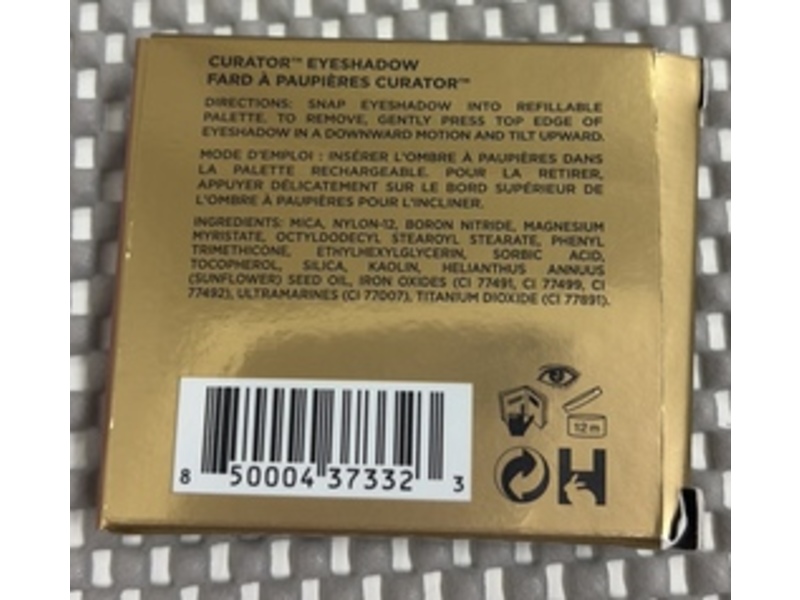 CURATOR™ EYESHADOW
FARD À PAUPIÈRES CURATOR™
DIRECTIONS: SNAP EYESHADOW INTO REFILLABLE
PALETTE. TO REMOVE, GENTLY PRESS TOP EDGE OF
EYESHADOW IN A DOWNWARD MOTION AND TILT UPWARD.
MODE D'EMPLOI : INSÉRER L'OMBRE À PAUPIÈRES DANS
LA PALETTE RECHARGEABLE. POUR LA RETIRER,
APPUYER DÉLICATEMENT SUR LE BORD SUPÉRIEUR DE
L'OMBRE À PAUPIÈRES POUR L'INCLINER.
INGREDIENTS: MICA, NYLON-12, BORON NITRIDE, MAGNESIUM
MYRISTATE, OCTYLDODECYL STEAROYL STEARATE, PHENYL
TRIMETHICONE, ETHYLHEXYLGLYCERIN, SORBIC ACID,
TOCOPHEROL, SILICA, KAOLIN, HELIANTHUS ANNUUS
(SUNFLOWER) SEED OIL, IRON OXIDES (CI 77491, CI 77499, CI
77492), ULTRAMARINES (CI 77007), TITANIUM DIOXIDE (CI 77891).
12 m
8 50004 37332 3